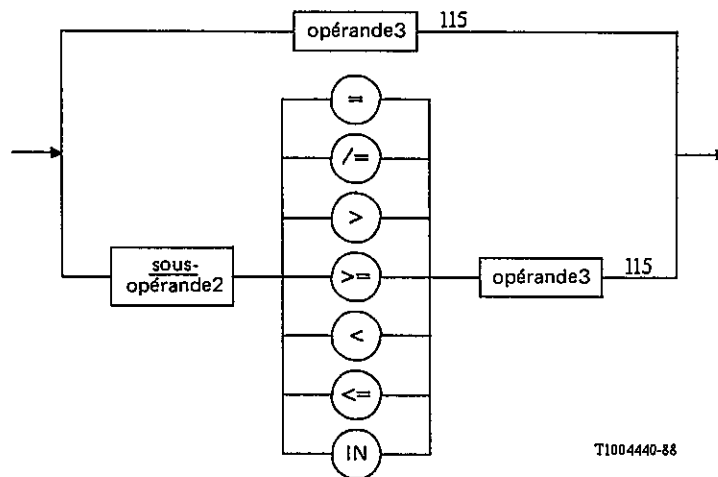 opérande3 115
=
/=
>
sous-
opérande2
>=
opérande3 115
<
<=
IN
T1004440-88